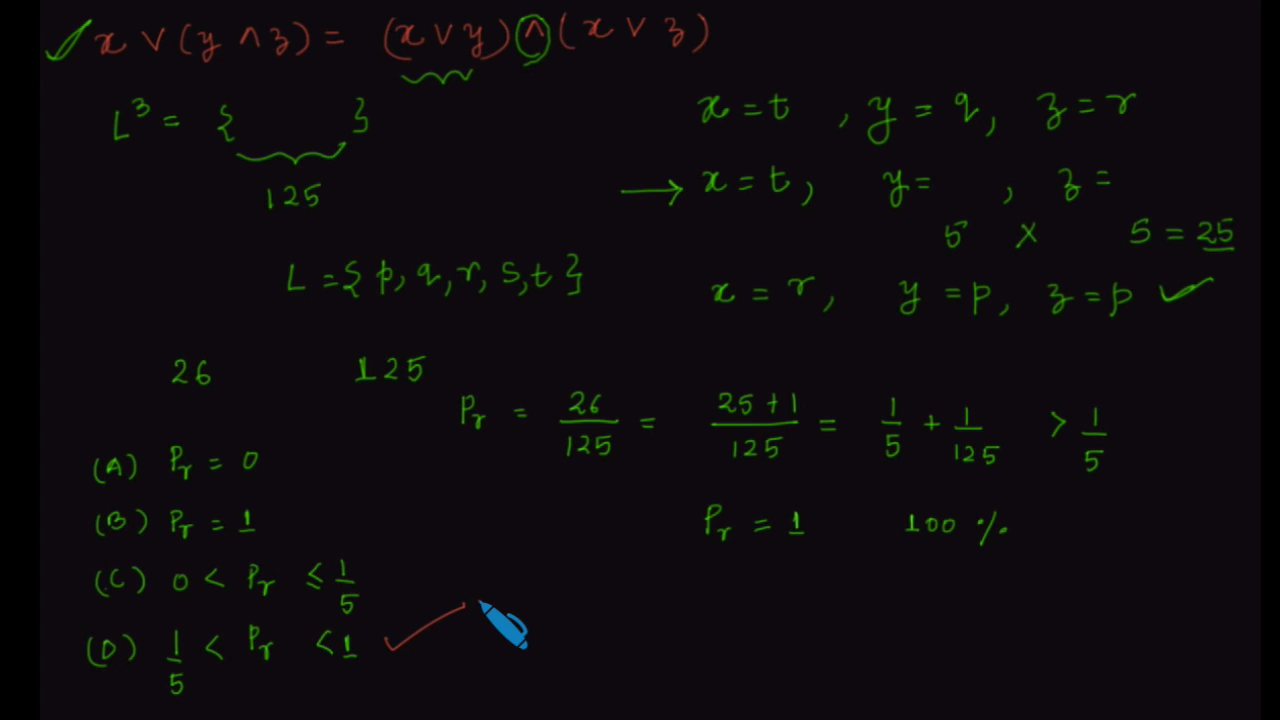 x ∨ (y ∧ z) = (x ∨ y) ∧ (x ∨ z)
L³ = { }
125
L = { p, q, r, s, t }
x = t , y = q, z = r
→ x = t, y = , z =
5 × 5 = 25
x = r, y = p, z = p ✓
26 125
Pr = 26/125 = 25 + 1/125 = 1/5 + 1/125 > 1/5
(A) Pr = 0
(B) Pr = 1
(C) 0 < Pr ≤ 1/5
(D) 1/5 < Pr < 1
Pr = 1 100 %